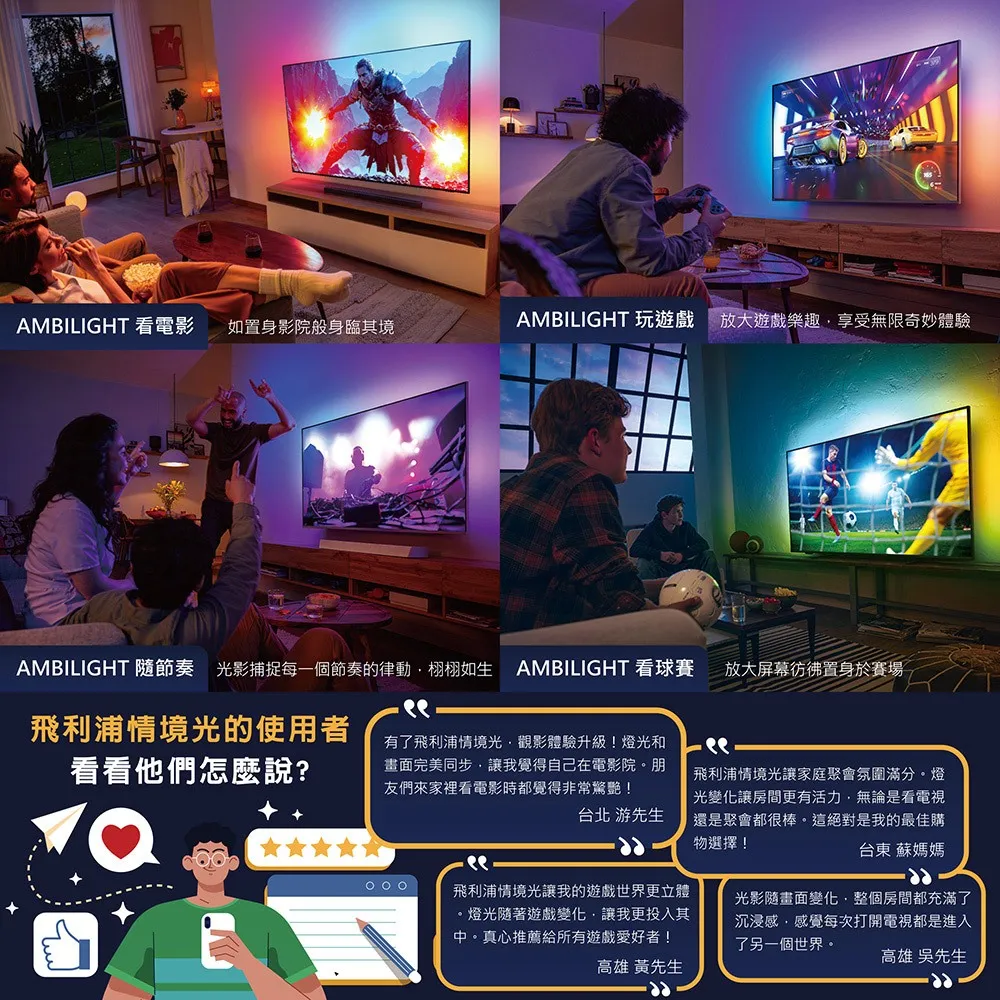 AMBILIGHT 看電影
如置身影院般身臨其境
AMBILIGHT 玩遊戲
放大遊戲樂趣，享受無限奇妙體驗
AMBILIGHT 隨節奏
光影捕捉每一個節奏的律動，栩栩如生
AMBILIGHT 看球賽
放大屏幕彷彿置身於賽場
飛利浦情境光的使用者
看看他們怎麼說?
有了飛利浦情境光，觀影體驗升級！燈光和
畫面完美同步，讓我覺得自己在電影院。朋
友們來家裡看電影時都覺得非常驚艷！
台北 游先生
飛利浦情境光讓家庭聚會氛圍滿分。燈
光變化讓房間更有活力，無論是看電視
還是聚會都很棒。這絕對是我的最佳購
物選擇！
台東 蘇媽媽
飛利浦情境光讓我的遊戲世界更立體
。燈光隨著遊戲變化，讓我更投入其
中。真心推薦給所有遊戲愛好者！
高雄 黃先生
光影隨畫面變化，整個房間都充滿了
沉浸感，感覺每次打開電視都是進入
了另一個世界。
高雄 吳先生